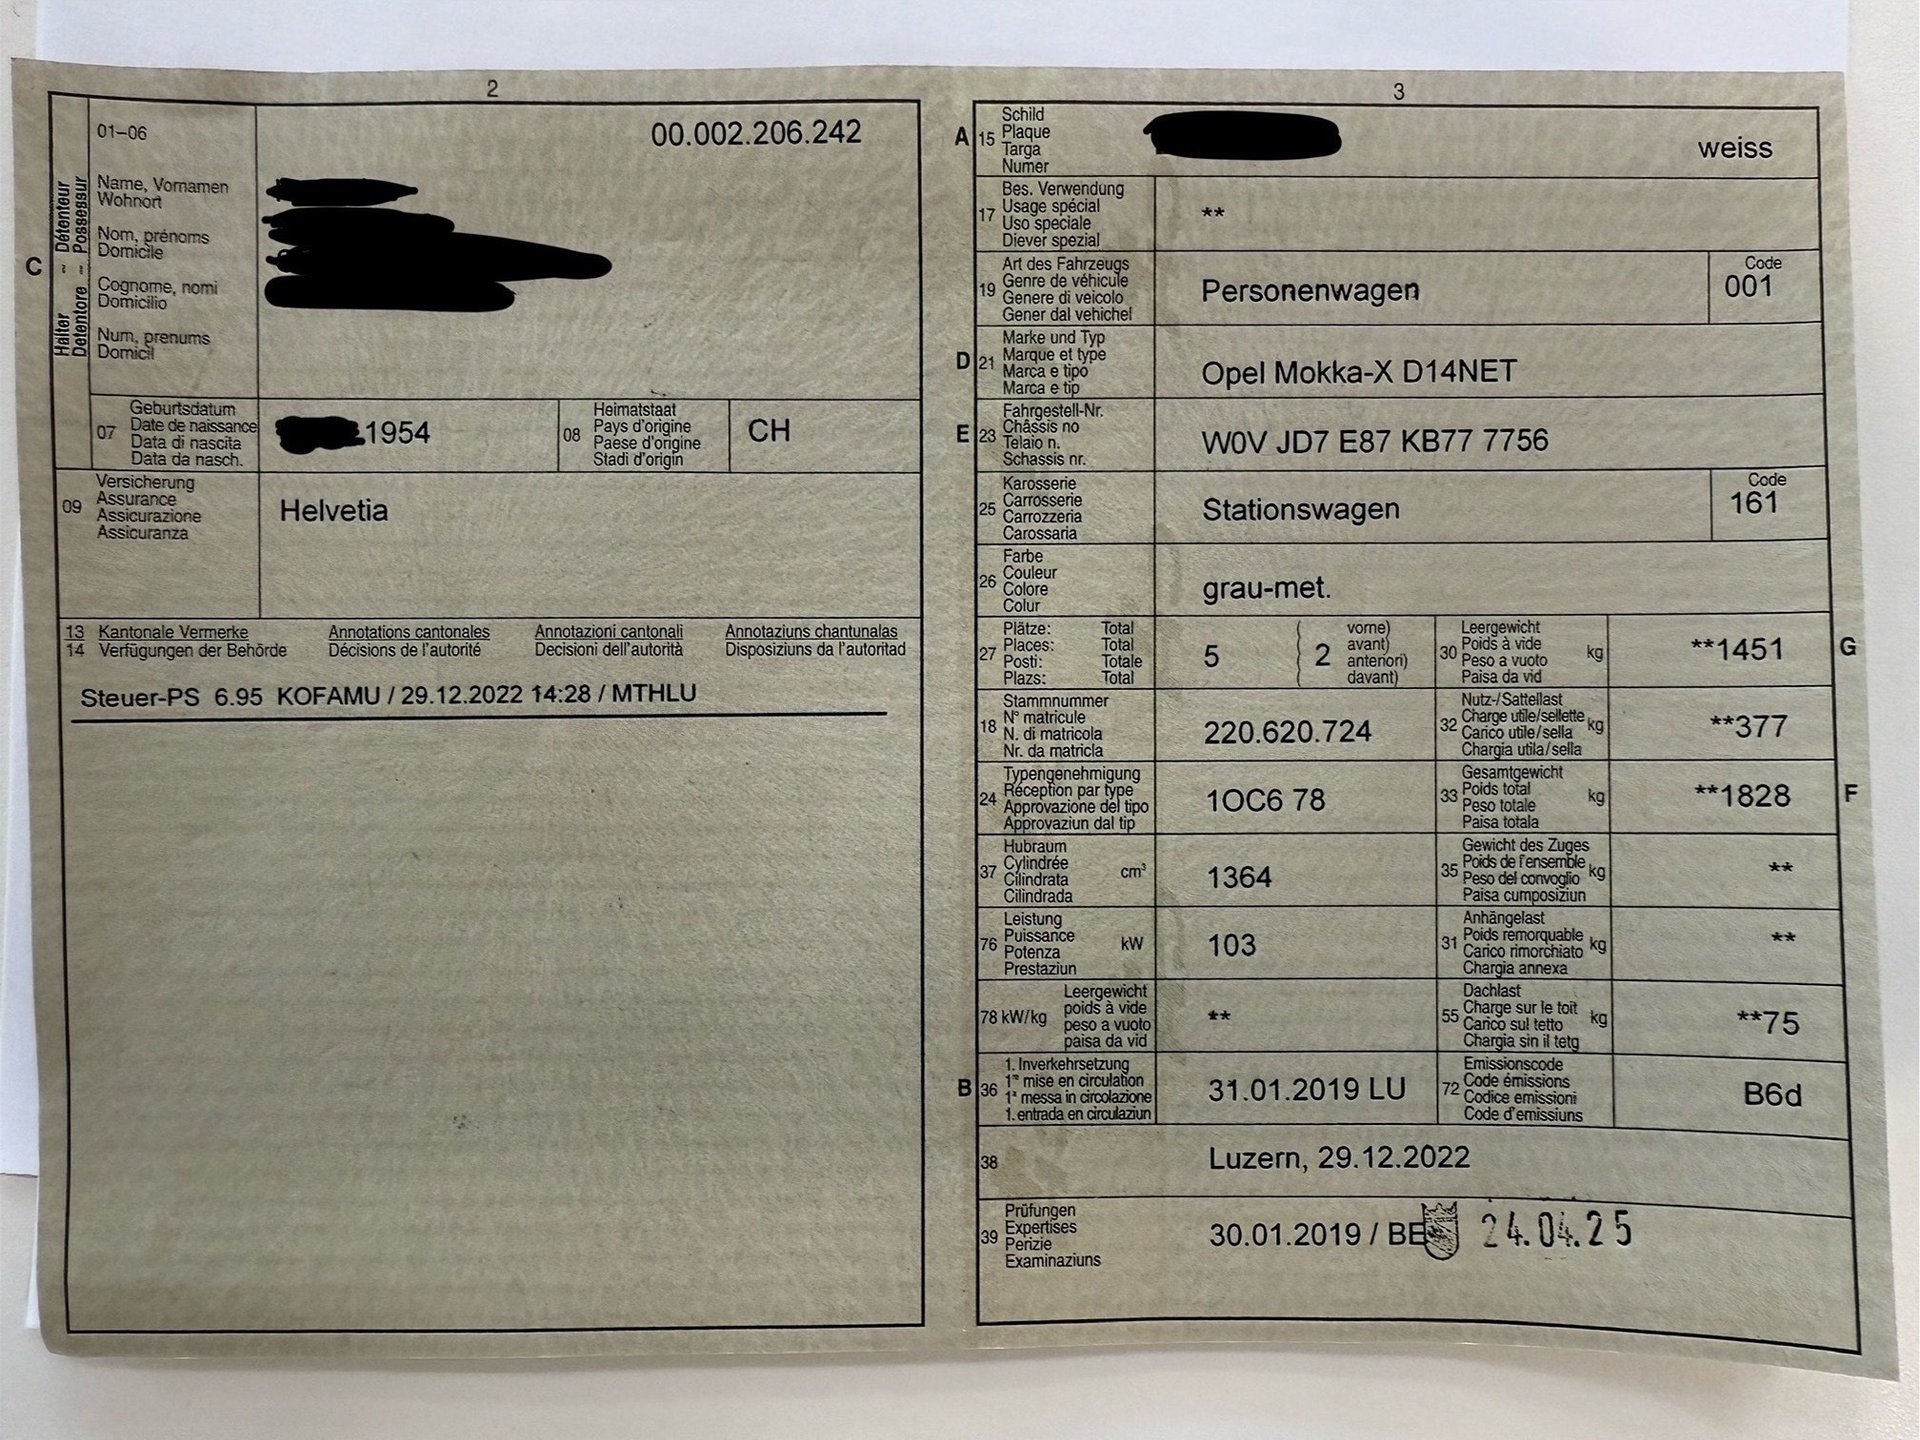 2
01–06
00.002.206.242
C
Halter ~ Détenteur
Detentore – Possessur
Name, Vornamen
Wohnort
Nom, prénoms
Domicile
Cognome, nomi
Domicilio
Num, prenums
Domicil
07
Geburtsdatum
Date de naissance
Data di nascita
Data da nasch.
1954
08
Heimatstaat
Pays d'origine
Paese d'origine
Stadi d'origin
CH
09
Versicherung
Assurance
Assicurazione
Assicuranza
Helvetia
13 Kantonale Vermerke Annotations cantonales Annotazioni cantonali Annotaziuns chantunalas
14 Verfügungen der Behörde Décisions de l'autorité Decisioni dell'autorità Disposiziuns da l'autoritad
Steuer-PS 6.95 KOFAMU / 29.12.2022 14:28 / MTHLU
3
A 15
Schild
Plaque
Targa
Numer
weiss
17
Bes. Verwendung
Usage spécial
Uso speciale
Diever spezial
**
19
Art des Fahrzeugs
Genre de véhicule
Genere di veicolo
Gener dal vehichel
Personenwagen
Code
001
D 21
Marke und Typ
Marque et type
Marca e tipo
Marca e tip
Opel Mokka-X D14NET
E 23
Fahrgestell-Nr.
Châssis no
Telaio n.
Schassis nr.
W0V JD7 E87 KB77 7756
25
Karosserie
Carrosserie
Carrozzeria
Carossaria
Stationswagen
Code
161
26
Farbe
Couleur
Colore
Colur
grau-met.
27
Plätze: Total
Places: Total
Posti: Totale
Plazs: Total
5
( 2
vorne)
avant)
anteriori)
davant)
30
Leergewicht
Poids à vide
Peso a vuoto
Paisa da vid
kg
**1451
G
18
Stammnummer
N° matricule
N. di matricola
Nr. da matricla
220.620.724
32
Nutz-/Sattellast
Charge utile/sellette
Carico utile/sella
Chargia utila/sella
kg
**377
24
Typengenehmigung
Réception par type
Approvazione del tipo
Approvaziun dal tip
1OC6 78
33
Gesamtgewicht
Poids total
Peso totale
Paisa totala
kg
**1828
F
37
Hubraum
Cylindrée
Cilindrata
Cilindrada
cm³
1364
35
Gewicht des Zuges
Poids de l'ensemble
Peso del convoglio
Paisa cumposiziun
kg
**
76
Leistung
Puissance
Potenza
Prestaziun
kW
103
31
Anhängelast
Poids remorquable
Carico rimorchiato
Chargia annexa
kg
**
78 kW/kg
Leergewicht
poids à vide
peso a vuoto
paisa da vid
**
55
Dachlast
Charge sur le toit
Carico sul tetto
Chargia sin il tetg
kg
**75
B 36
1. Inverkehrsetzung
1re mise en circulation
1a messa in circolazione
1. entrada en circulaziun
31.01.2019 LU
72
Emissionscode
Code émissions
Codice emissioni
Code d'emissiuns
B6d
38
Luzern, 29.12.2022
39
Prüfungen
Expertises
Perizie
Examinaziuns
30.01.2019 / BE 24.04.25